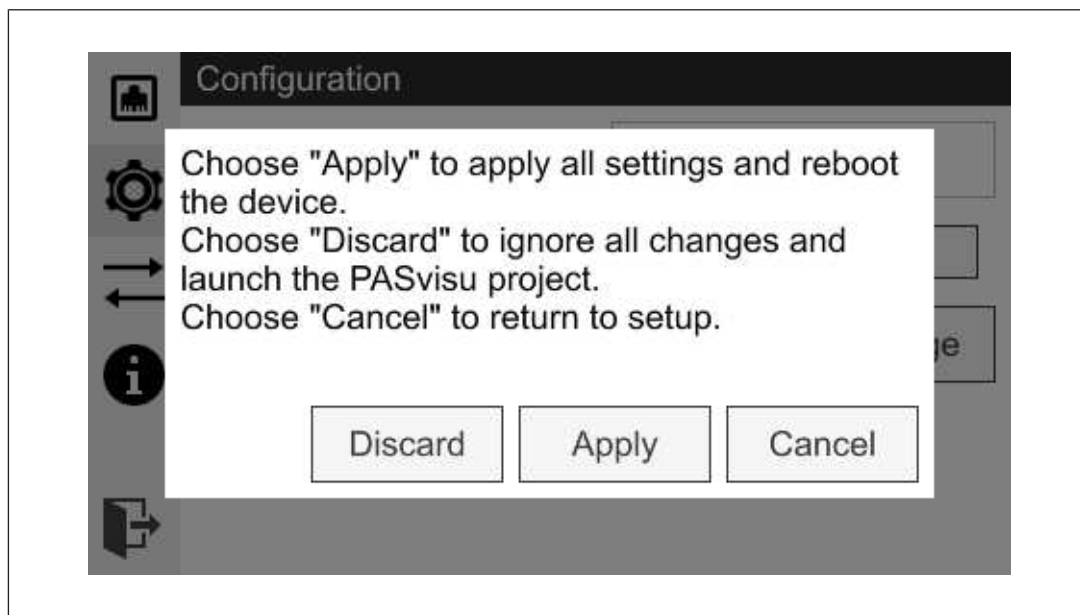 Configuration
Choose "Apply" to apply all settings and reboot
the device.
Choose "Discard" to ignore all changes and
launch the PASvisu project.
Choose "Cancel" to return to setup.
Discard Apply Cancel